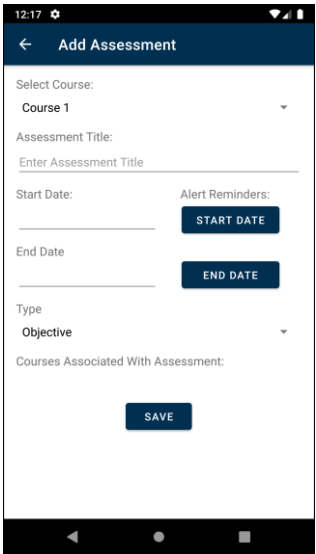 12:17
Add Assessment
Select Course:
Course 1
Assessment Title:
Enter Assessment Title
Start Date: Alert Reminders:
START DATE
End Date
END DATE
Type
Objective
Courses Associated With Assessment:
SAVE